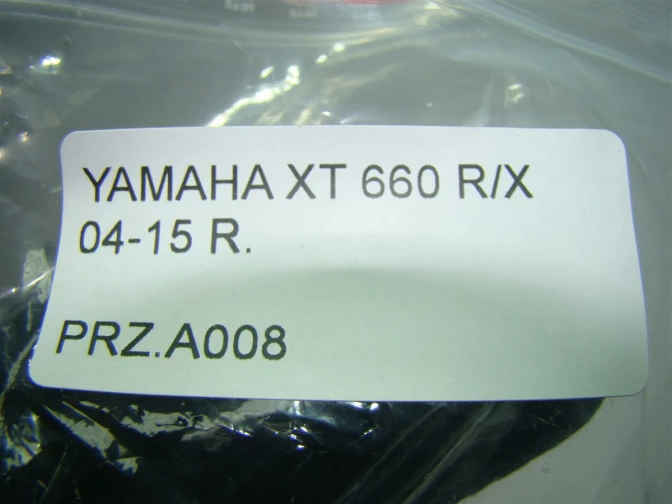 YAMAHA XT 660 R/X
04-15 R.
PRZ.A008